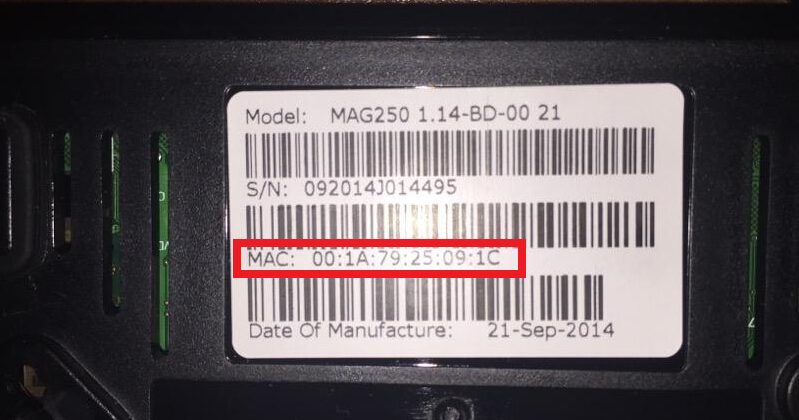 Model: MAG250 1.14-BD-00 21
S/N: 092014J014495
MAC: 00:1A:79:25:09:1C
Date Of Manufacture: 21-Sep-2014